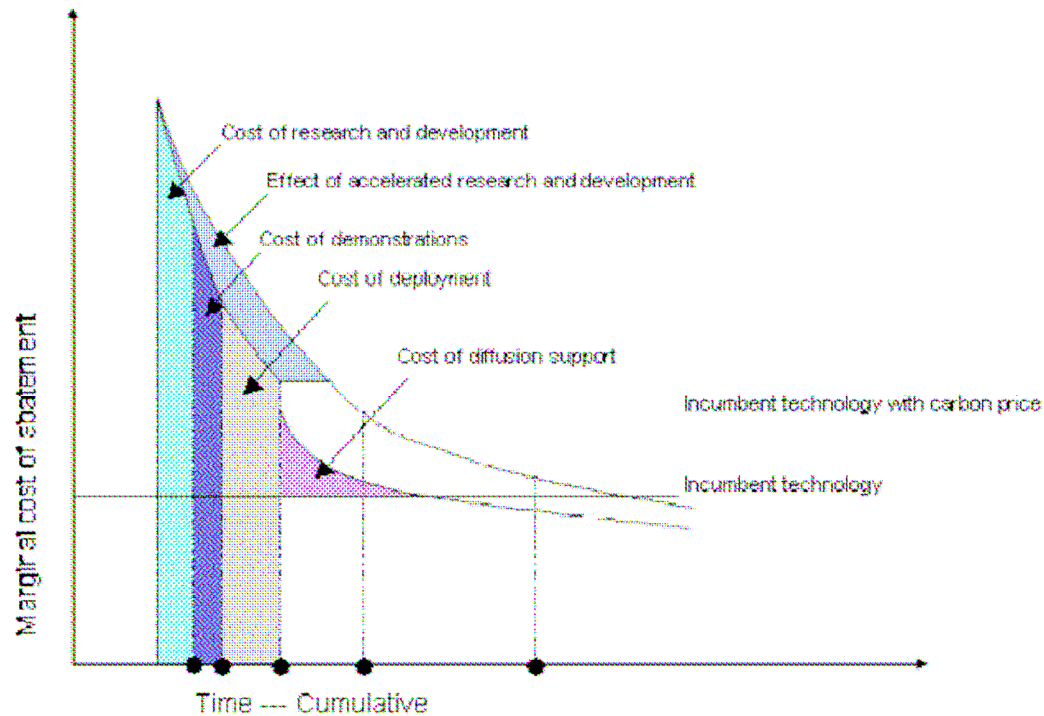 Cost of research and development
Effect of accelerated research and development
Cost of demonstrations
Cost of deployment
Cost of diffusion support
Incumbent technology with carbon price
Incumbent technology
Marginal cost of abatement
Time --- Cumulative